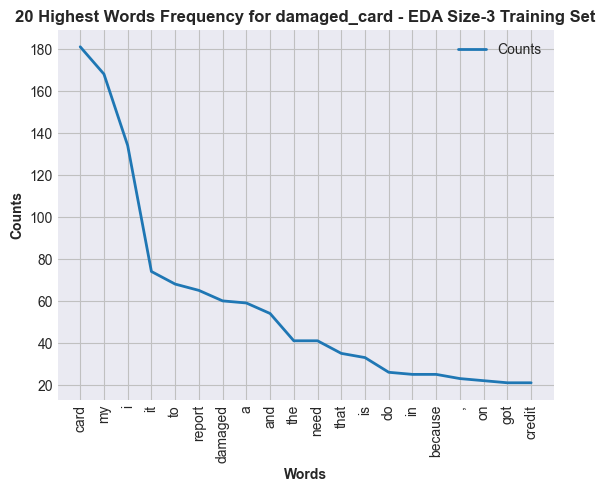 20 Highest Words Frequency for damaged_card - EDA Size-3 Training Set
Counts
180
160
140
120
100
80
60
40
20
Counts
card
my
i
it
to
report
damaged
a
and
the
need
that
is
do
in
because
,
on
got
credit
Words